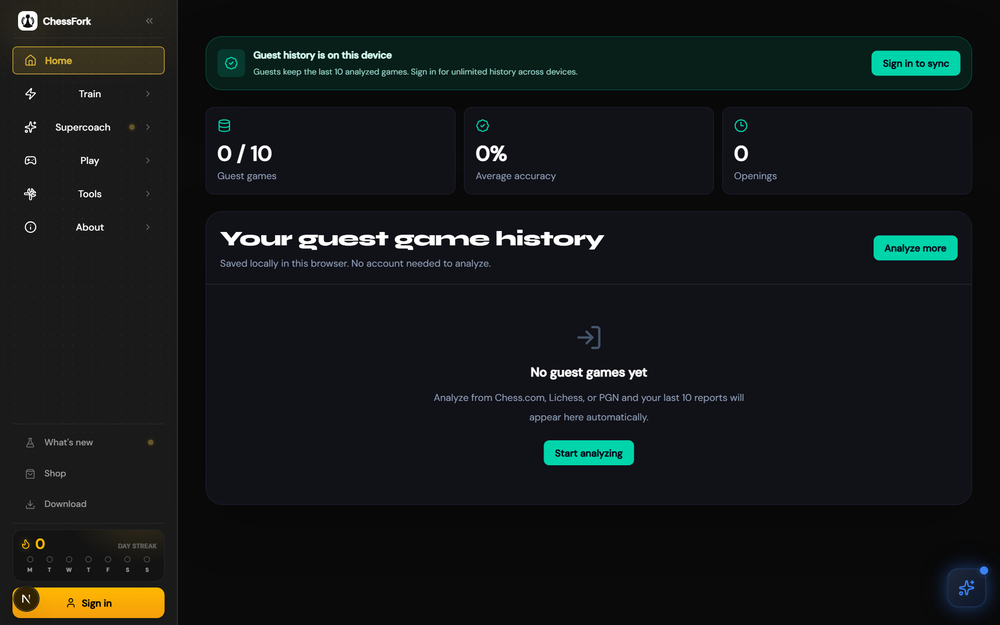 ChessFork
Home
Train
Supercoach
Play
Tools
About
What's new
Shop
Download
0
DAY STREAK
M T W T F S S
N
Sign in
Guest history is on this device
Guests keep the last 10 analyzed games. Sign in for unlimited history across devices.
Sign in to sync
0 / 10
Guest games
0%
Average accuracy
0
Openings
Your guest game history
Saved locally in this browser. No account needed to analyze.
Analyze more
No guest games yet
Analyze from Chess.com, Lichess, or PGN and your last 10 reports will
appear here automatically.
Start analyzing